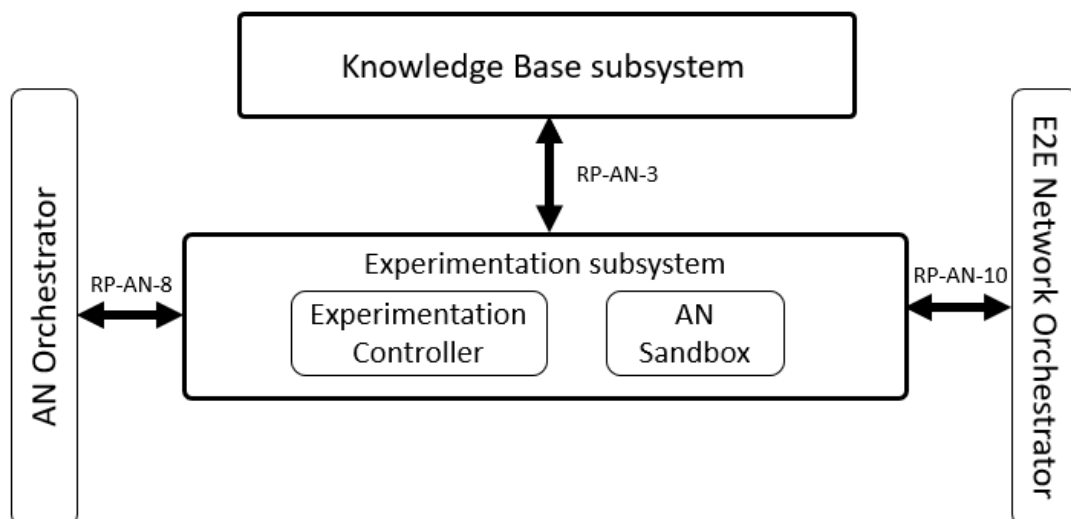 Knowledge Base subsystem
RP-AN-3
AN Orchestrator
RP-AN-8
Experimentation subsystem
Experimentation
Controller
AN
Sandbox
RP-AN-10
E2E Network Orchestrator